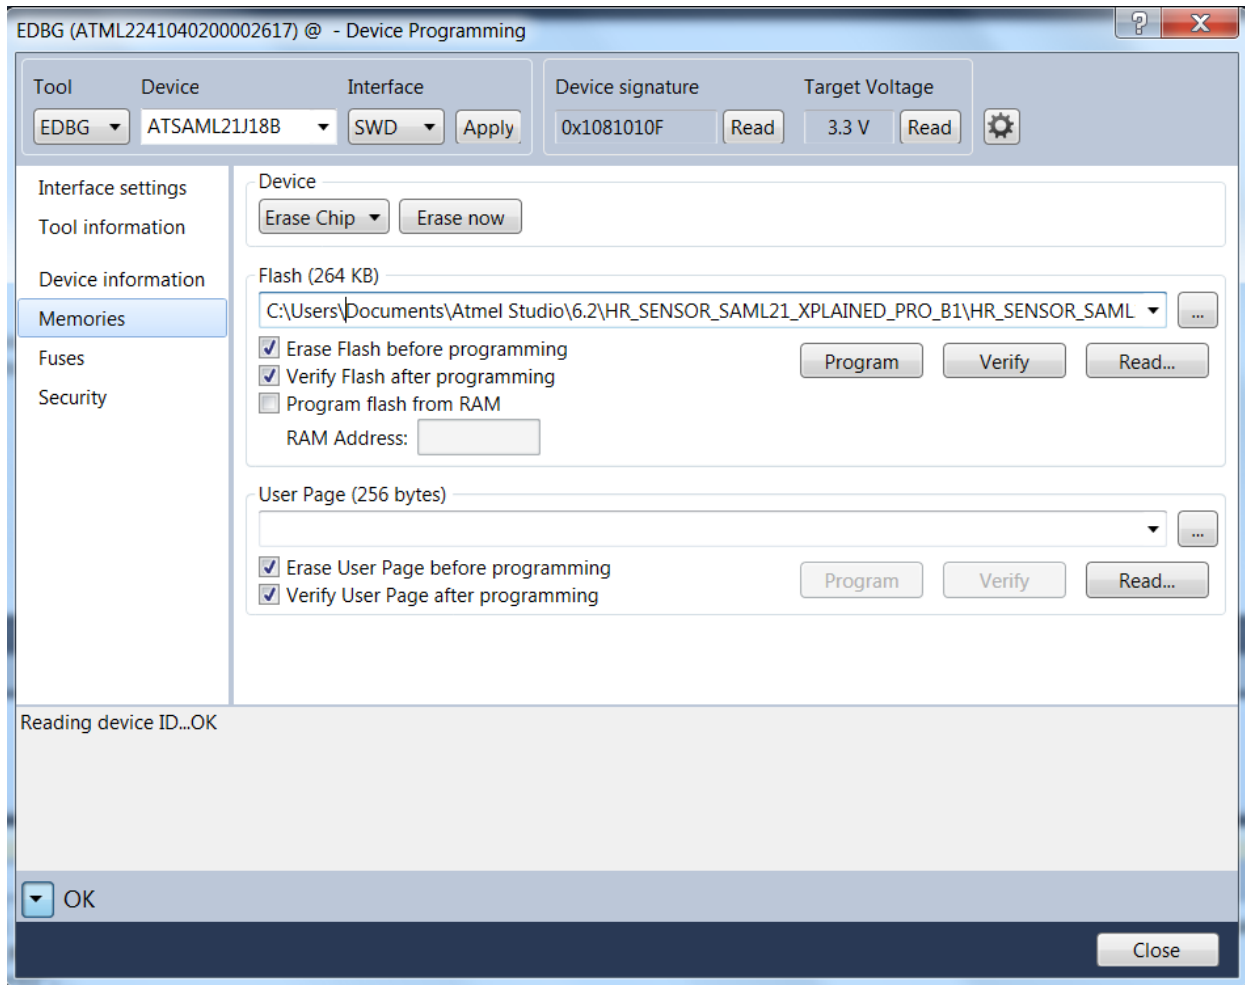 EDBG (ATML2241040200002617) @  - Device Programming
Tool Device Interface Device signature Target Voltage
EDBG ATSAML21J18B SWD Apply 0x1081010F Read 3.3 V Read
Interface settings
Tool information
Device information
Memories
Fuses
Security
Device
Erase Chip Erase now
Flash (264 KB)
C:\Users\Documents\Atmel Studio\6.2\HR_SENSOR_SAML21_XPLAINED_PRO_B1\HR_SENSOR_SAML ...
Erase Flash before programming
Verify Flash after programming
Program flash from RAM
RAM Address:
Program Verify Read...
User Page (256 bytes)
...
Erase User Page before programming
Verify User Page after programming
Program Verify Read...
Reading device ID...OK
OK
Close